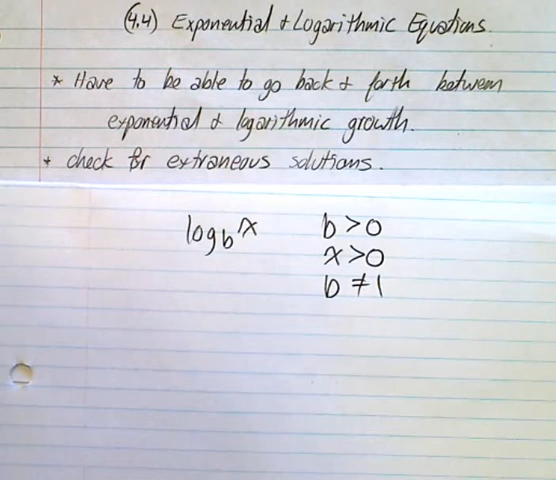 (4.4) Exponential & Logarithmic Equations.
* Have to be able to go back & forth between
exponential & logarithmic growth.
* check for extraneous solutions.
log_b x b>0
x>0
b≠1